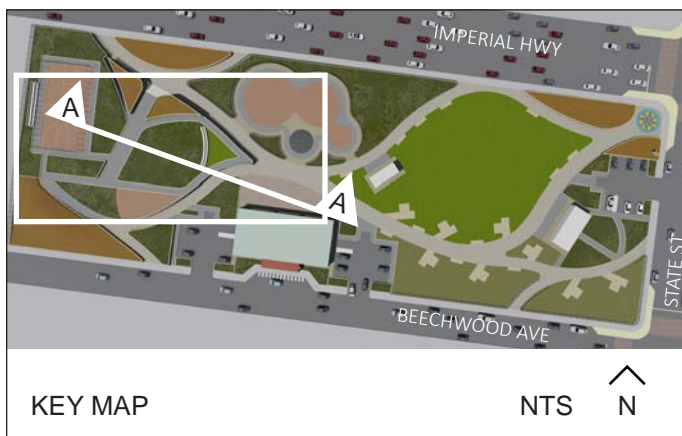 IMPERIAL HWY
A
A
STATE ST
BEECHWOOD AVE
KEY MAP
NTS
N